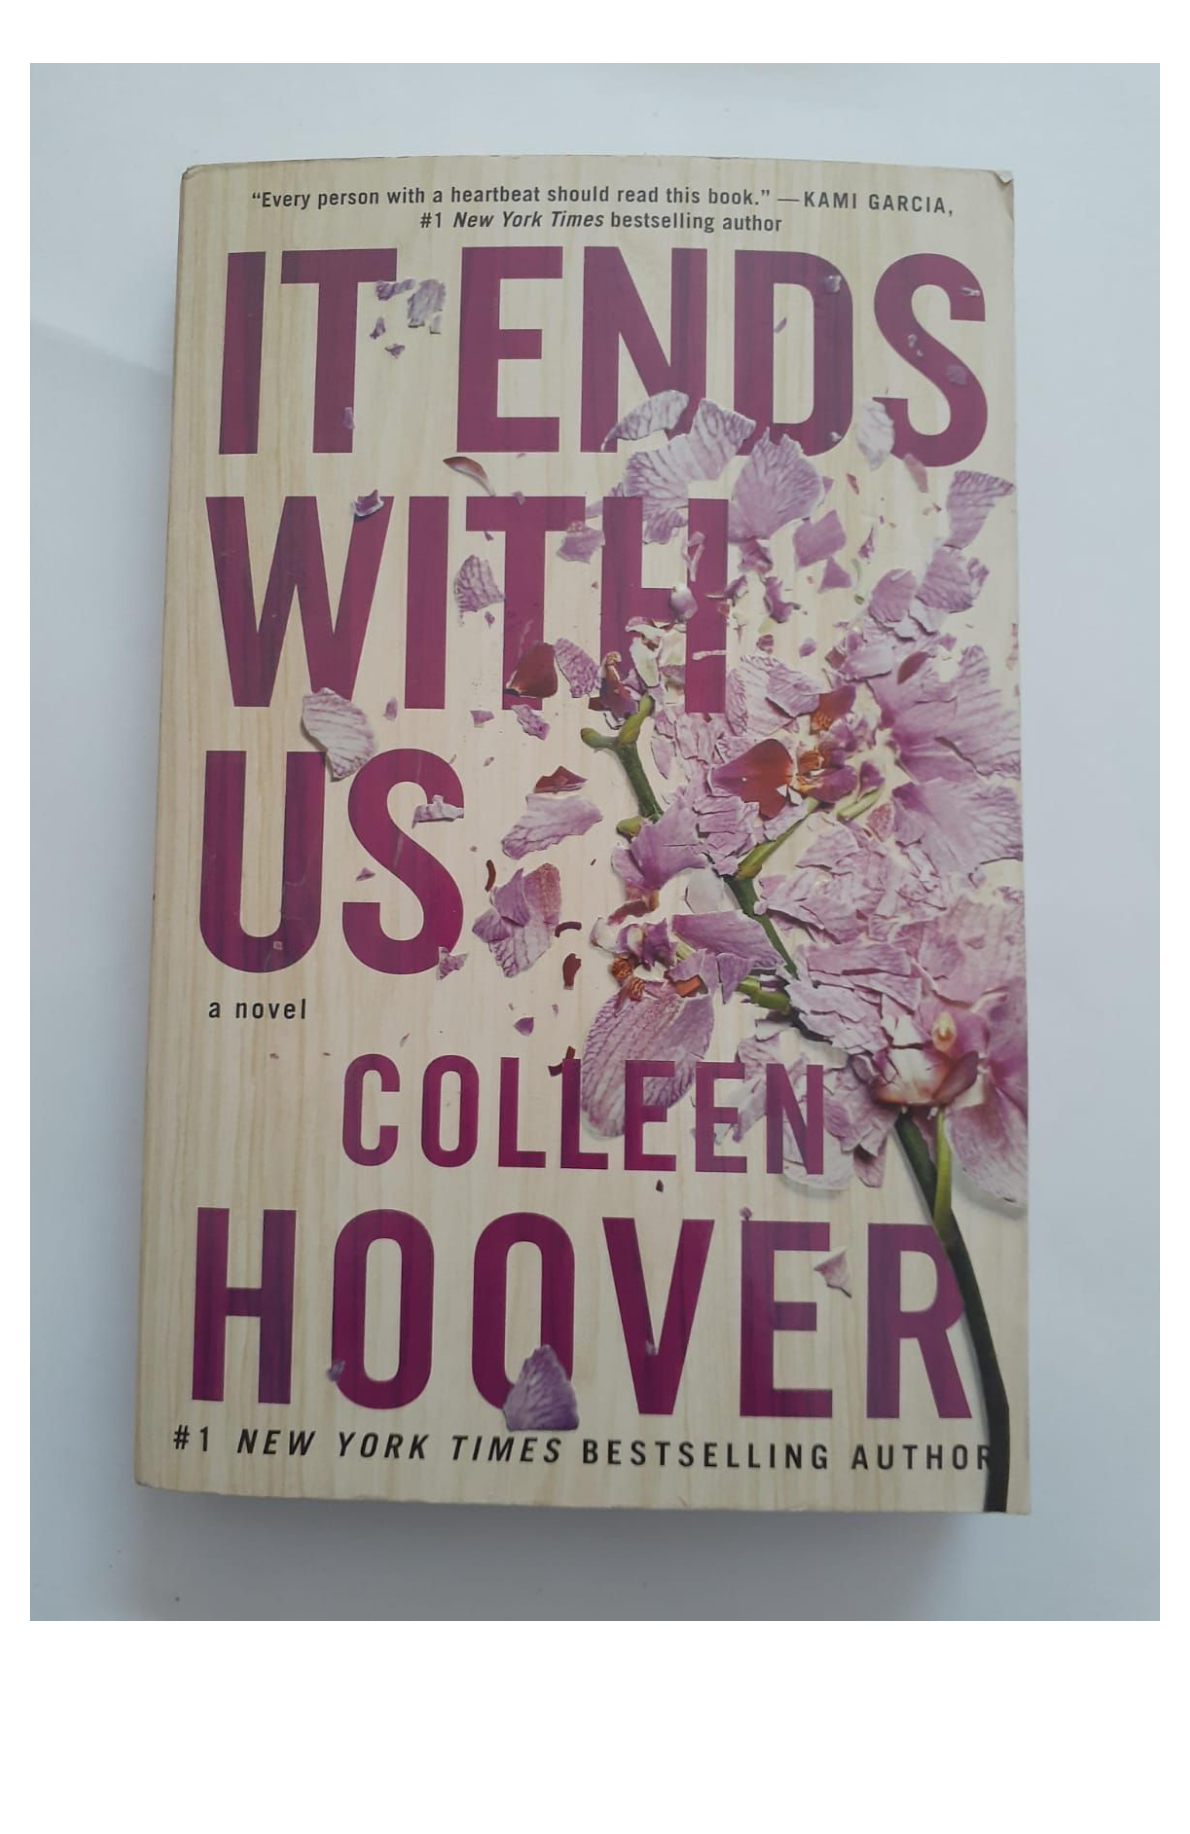 “Every person with a heartbeat should read this book.” —KAMI GARCIA,
#1 New York Times bestselling author
IT ENDS
WITH
US
a novel
COLLEEN
HOOVER
#1 NEW YORK TIMES BESTSELLING AUTHOR